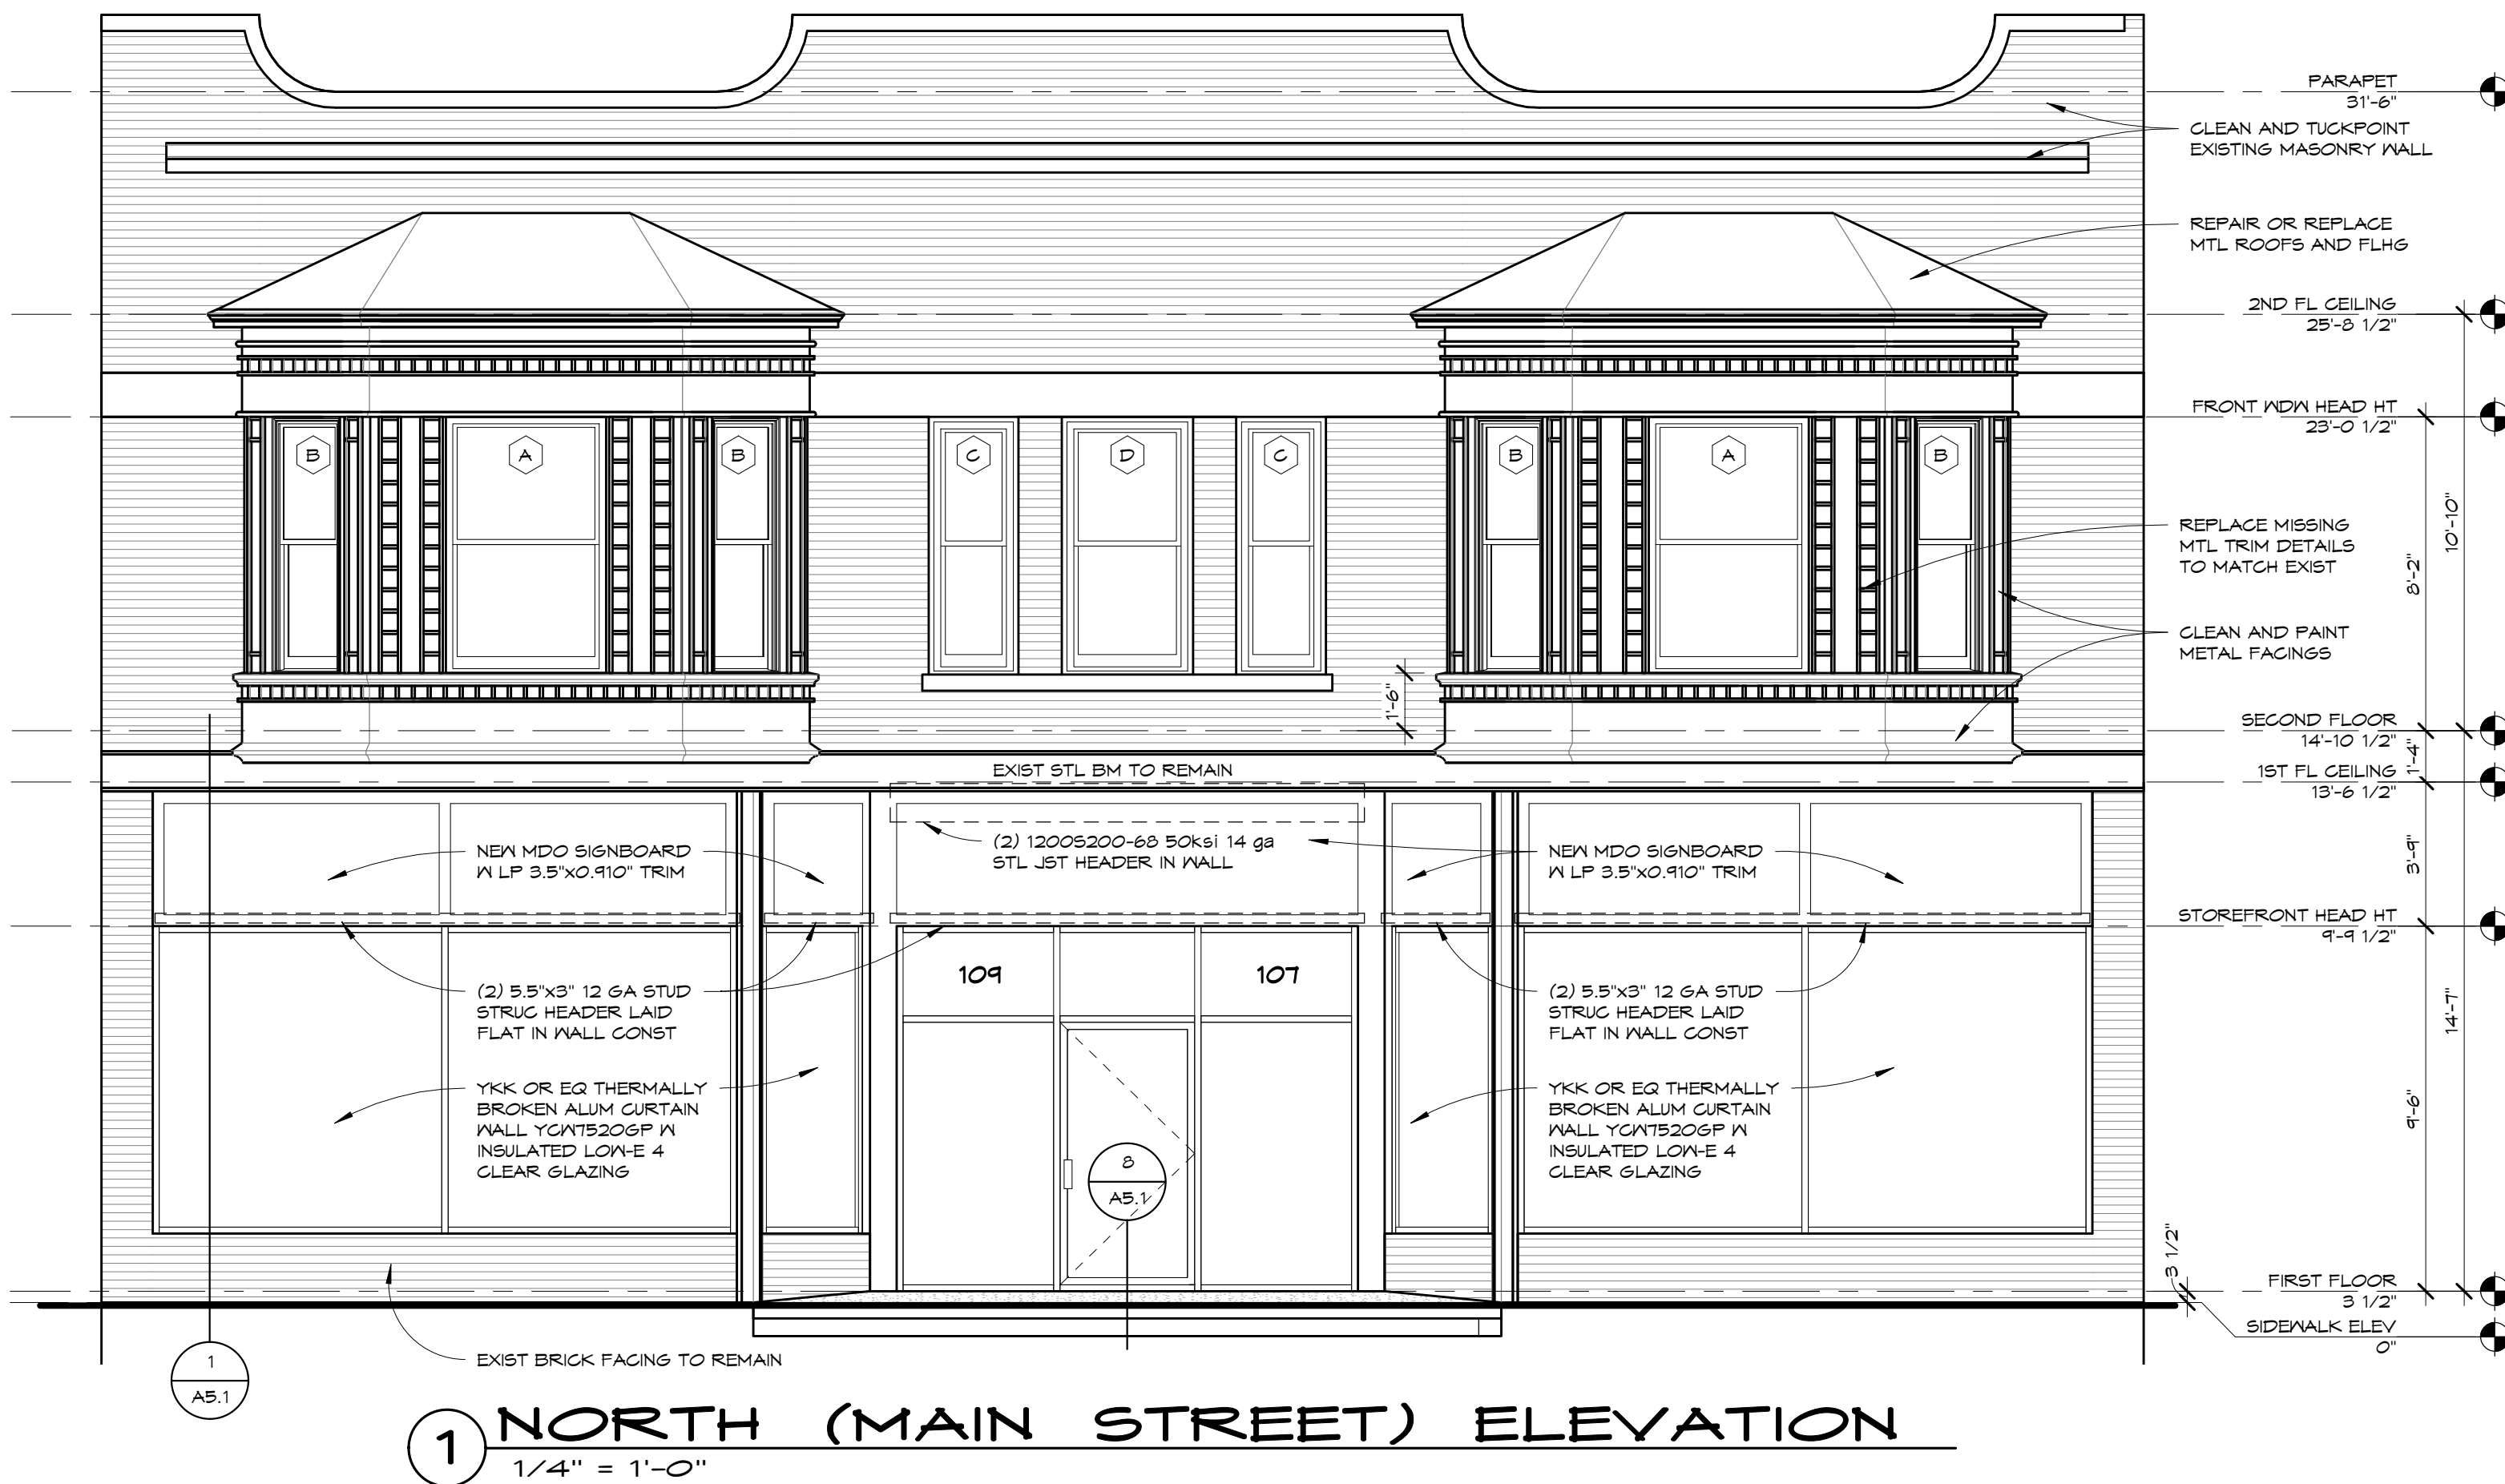 PARAPET
31'-6"
CLEAN AND TUCKPOINT
EXISTING MASONRY WALL
REPAIR OR REPLACE
MTL ROOFS AND FLHG
2ND FL CEILING
25'-8 1/2"
FRONT WDW HEAD HT
23'-0 1/2"
B
A
B
C
D
C
B
A
B
10'-10"
8'-2"
REPLACE MISSING
MTL TRIM DETAILS
TO MATCH EXIST
CLEAN AND PAINT
METAL FACINGS
1'-6"
SECOND FLOOR
14'-10 1/2"
1'-4"
1ST FL CEILING
13'-6 1/2"
EXIST STL BM TO REMAIN
(2) 1200S200-68 50ksi 14 ga
STL JST HEADER IN WALL
NEW MDO SIGNBOARD
W LP 3.5"x0.910" TRIM
NEW MDO SIGNBOARD
W LP 3.5"x0.910" TRIM
3'-9"
STOREFRONT HEAD HT
9'-9 1/2"
109
107
(2) 5.5"x3" 12 GA STUD
STRUC HEADER LAID
FLAT IN WALL CONST
(2) 5.5"x3" 12 GA STUD
STRUC HEADER LAID
FLAT IN WALL CONST
14'-7"
9'-6"
YKK OR EQ THERMALLY
BROKEN ALUM CURTAIN
WALL YCW7520GP W
INSULATED LOW-E 4
CLEAR GLAZING
YKK OR EQ THERMALLY
BROKEN ALUM CURTAIN
WALL YCW7520GP W
INSULATED LOW-E 4
CLEAR GLAZING
8
A5.1
3 1/2"
FIRST FLOOR
3 1/2"
SIDEWALK ELEV
0"
EXIST BRICK FACING TO REMAIN
1
A5.1
1 NORTH (MAIN STREET) ELEVATION
1/4" = 1'-0"